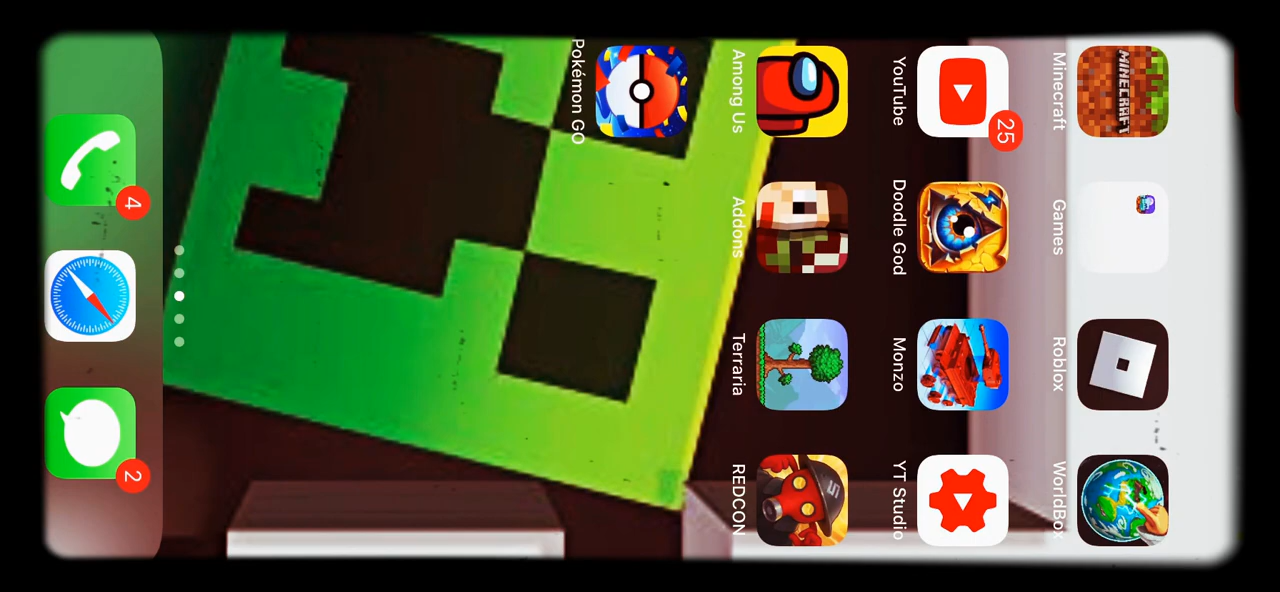 MINECRAFT
Minecraft
Games
Roblox
WorldBox
25
YouTube
Doodle God
Monzo
YT Studio
Among Us
Addons
Terraria
5
REDCON
Pokémon GO
4
2